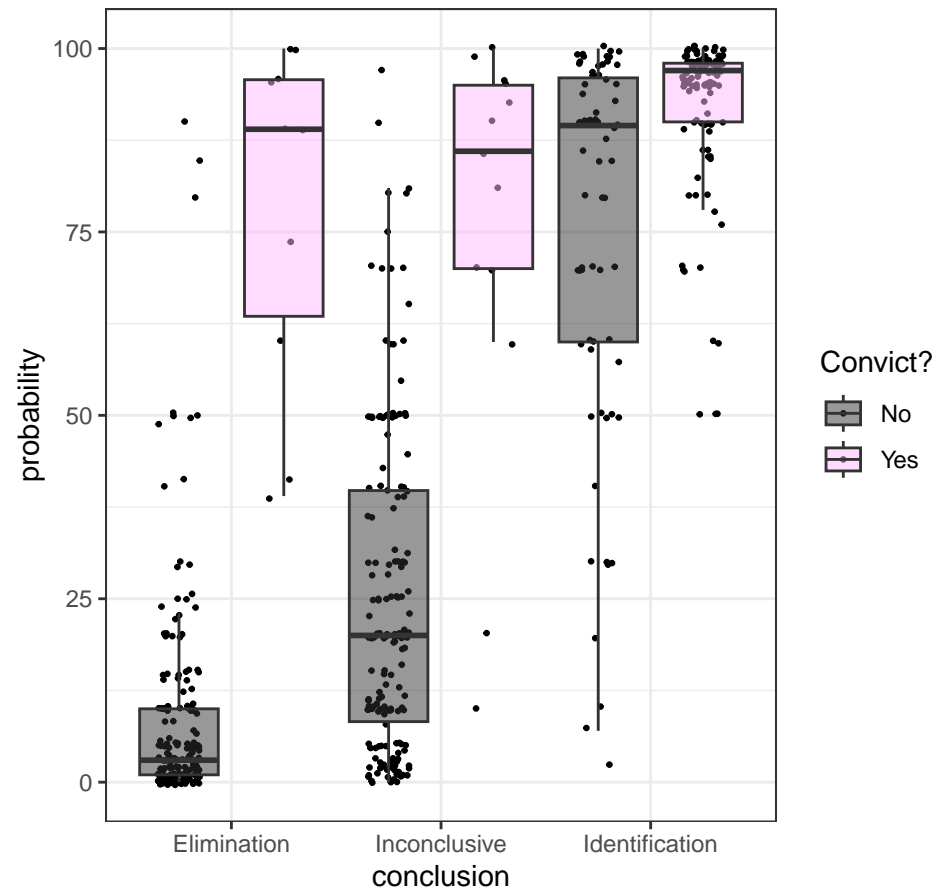 100
75
50
25
0
probability
Elimination
Inconclusive
Identification
conclusion
Convict?
No
Yes